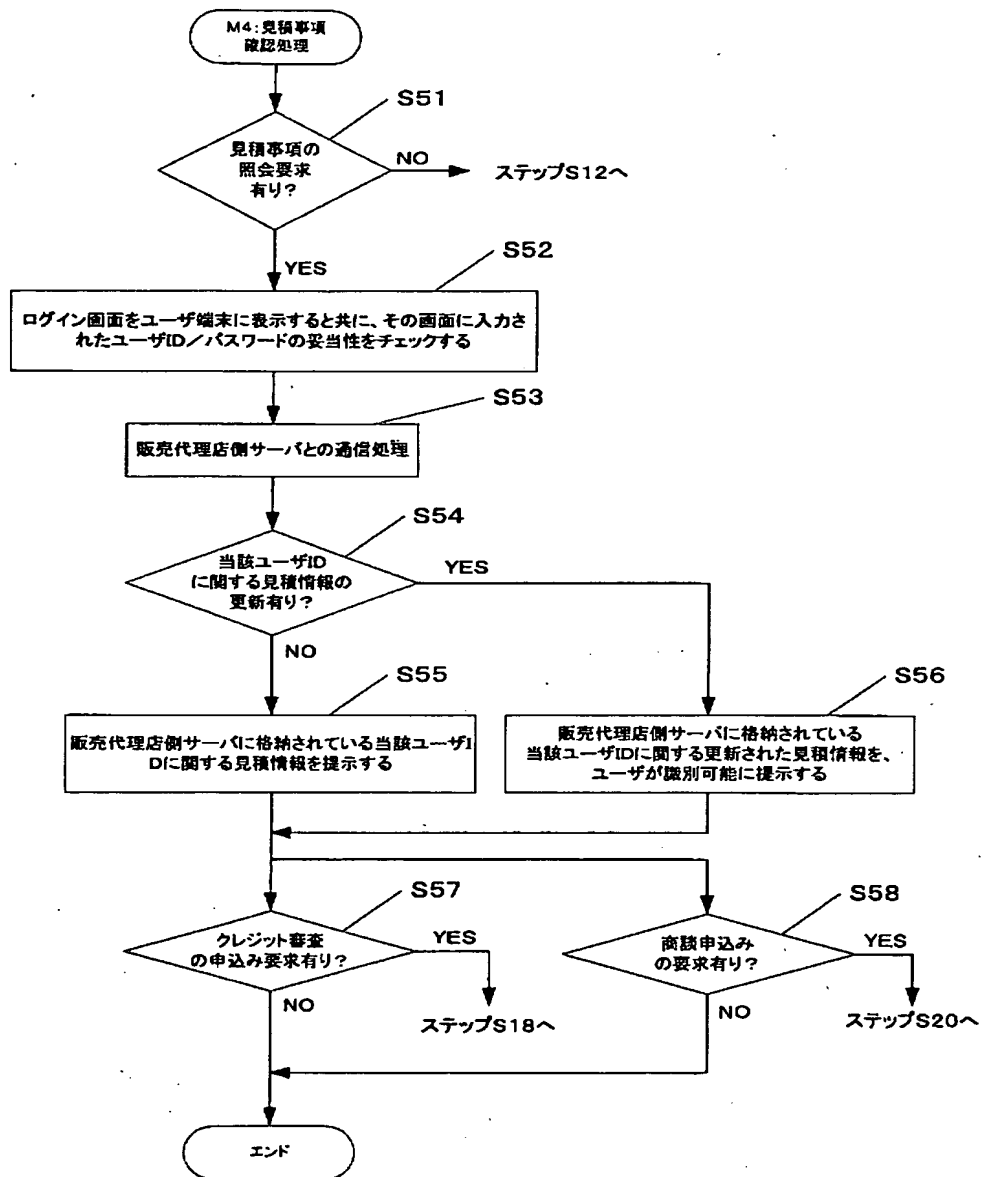 M4:見積事項
確認処理
S51
見積事項の
照会要求
有り?
NO
ステップS12へ
YES
S52
ログイン画面をユーザ端末に表示すると共に、その画面に入力さ
れたユーザID/パスワードの妥当性をチェックする
S53
販売代理店側サーバとの通信処理
S54
当該ユーザID
に関する見積情報の
更新有り?
YES
NO
S55
販売代理店側サーバに格納されている当該ユーザI
Dに関する見積情報を提示する
S56
販売代理店側サーバに格納されている
当該ユーザIDに関する更新された見積情報を、
ユーザが識別可能に提示する
S57
クレジット審査
の申込み要求有り?
YES
NO
ステップS18へ
S58
商談申込み
の要求有り?
YES
NO
ステップS20へ
エンド